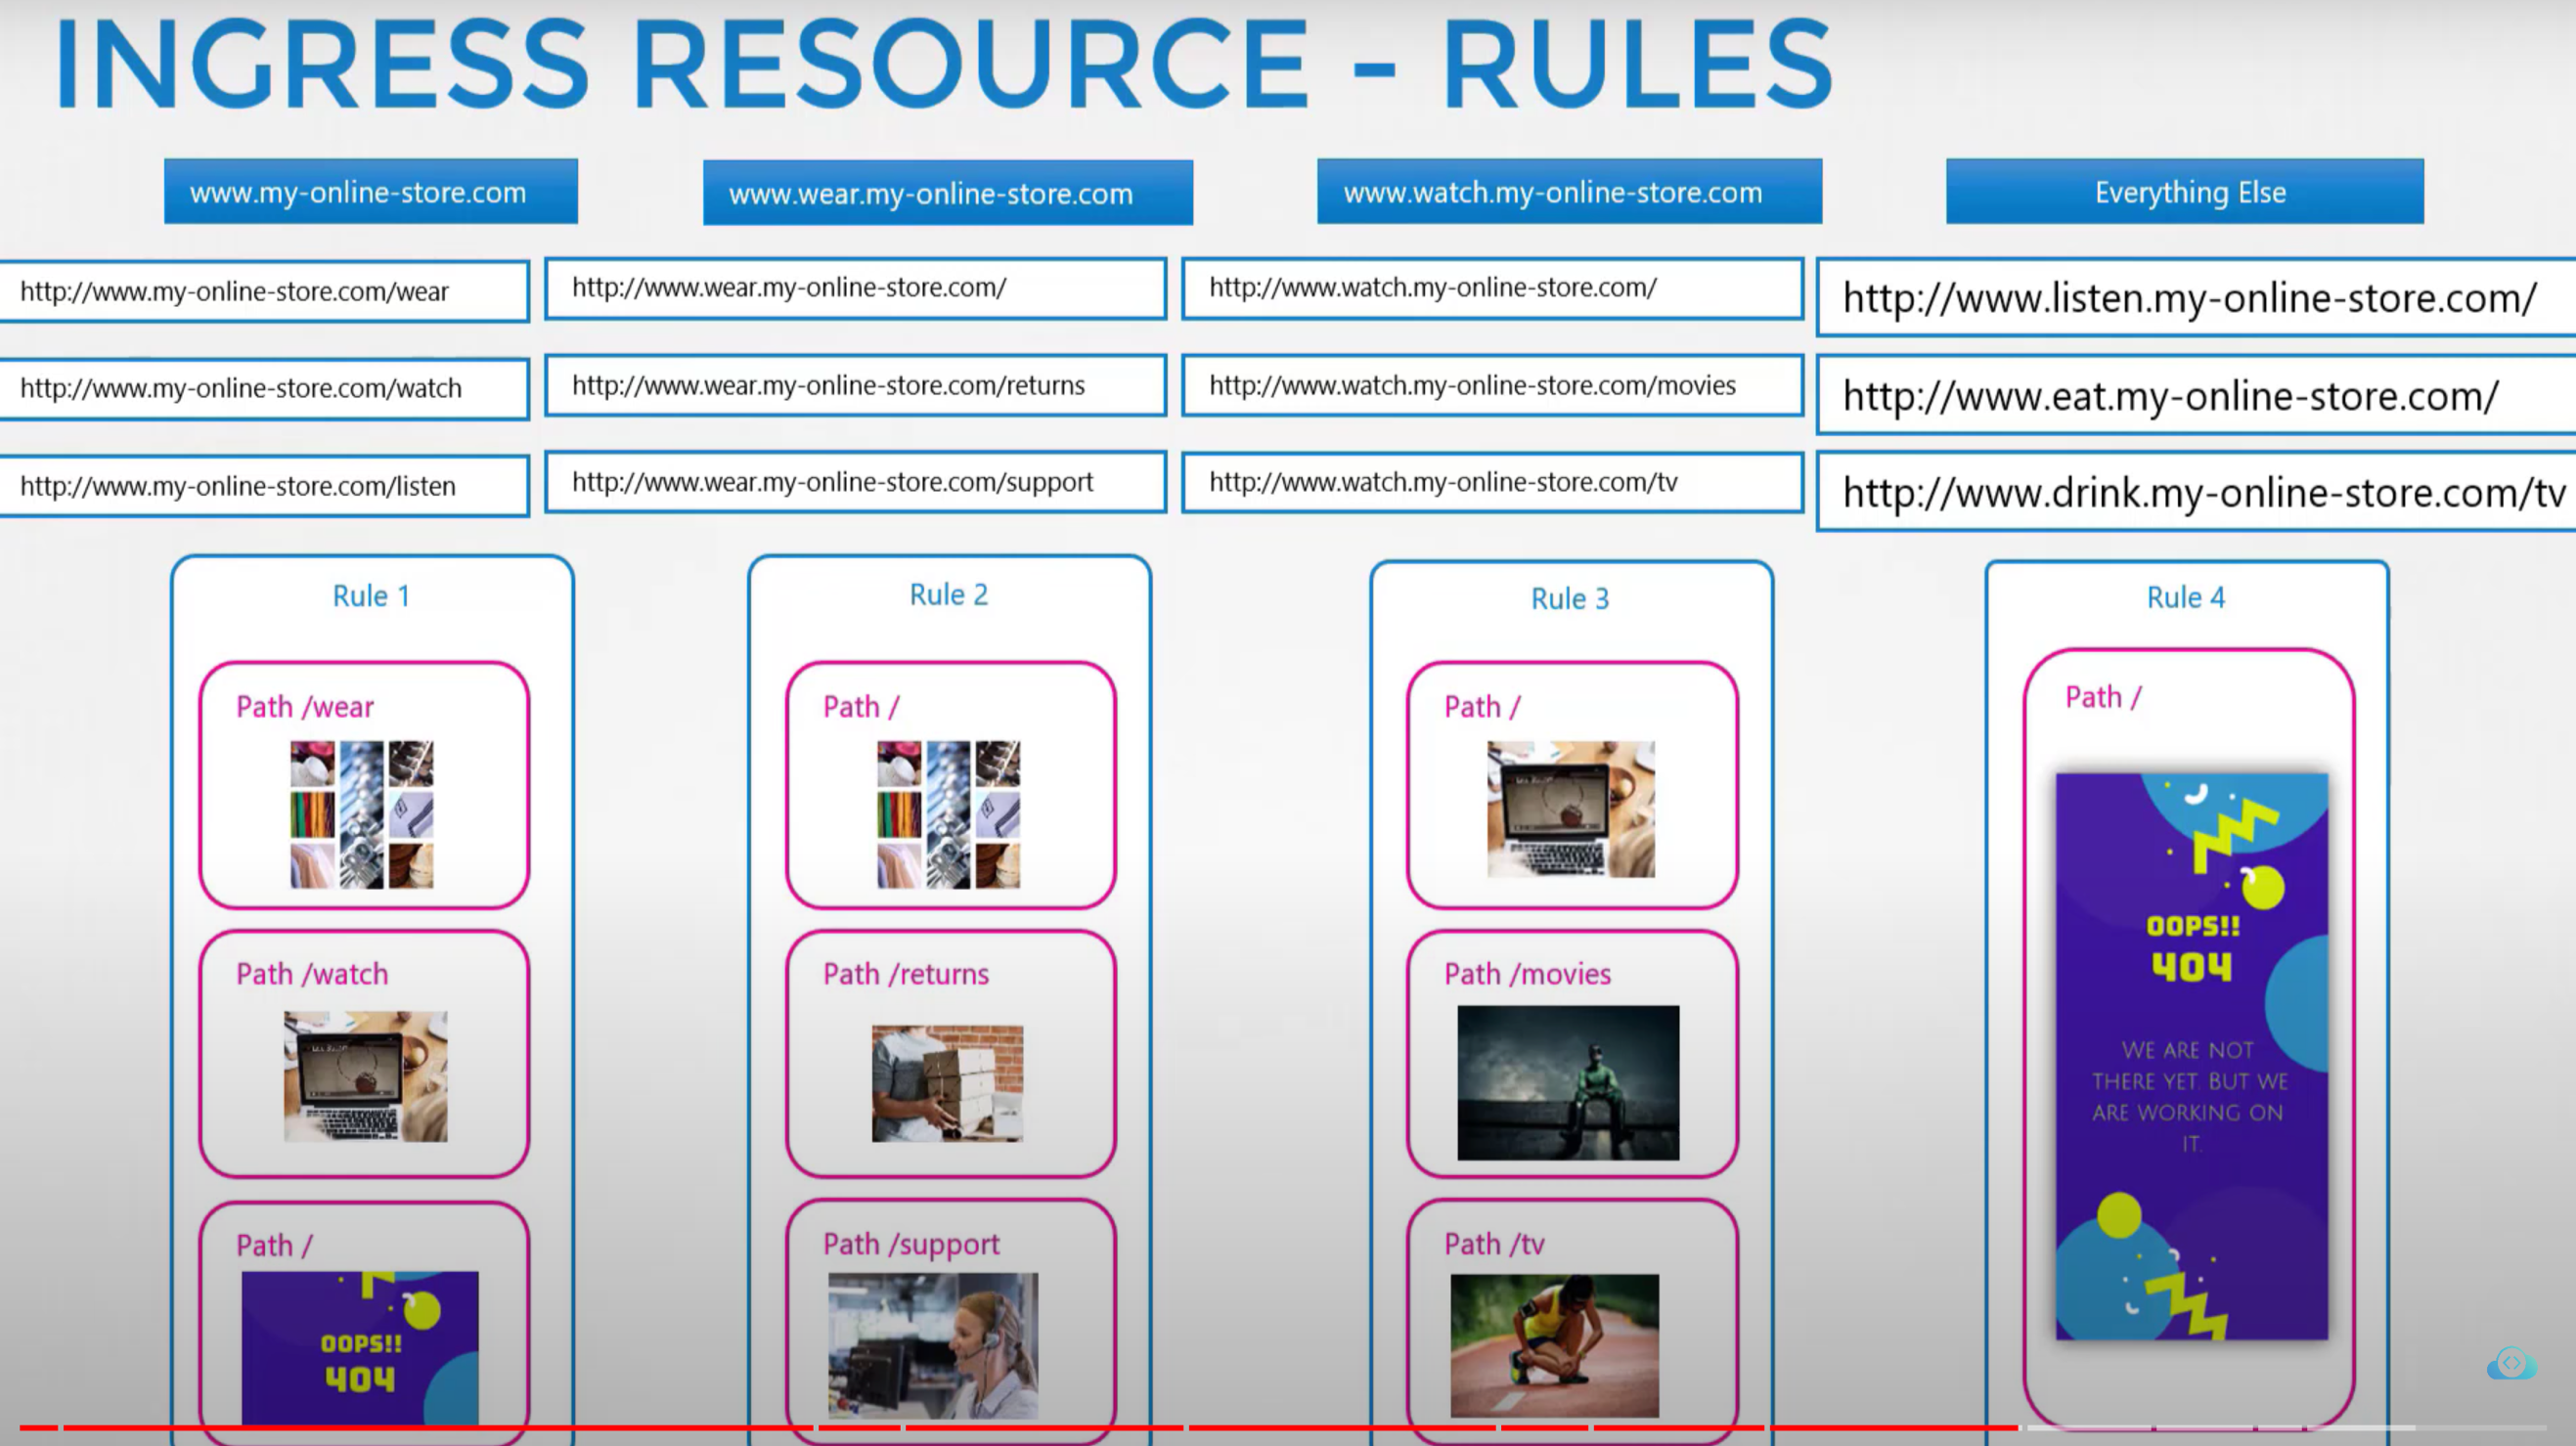 INGRESS RESOURCE - RULES
www.my-online-store.com
www.wear.my-online-store.com
www.watch.my-online-store.com
Everything Else
http://www.my-online-store.com/wear
http://www.wear.my-online-store.com/
http://www.watch.my-online-store.com/
http://www.listen.my-online-store.com/
http://www.my-online-store.com/watch
http://www.wear.my-online-store.com/returns
http://www.watch.my-online-store.com/movies
http://www.eat.my-online-store.com/
http://www.my-online-store.com/listen
http://www.wear.my-online-store.com/support
http://www.watch.my-online-store.com/tv
http://www.drink.my-online-store.com/tv
Rule 1
Path /wear
Path /watch
Path /
OOPS!!
404
Rule 2
Path /
Path /returns
Path /support
Rule 3
Path /
Path /movies
Path /tv
Rule 4
Path /
OOPS!!
404
WE ARE NOT
THERE YET. BUT WE
ARE WORKING ON
IT.